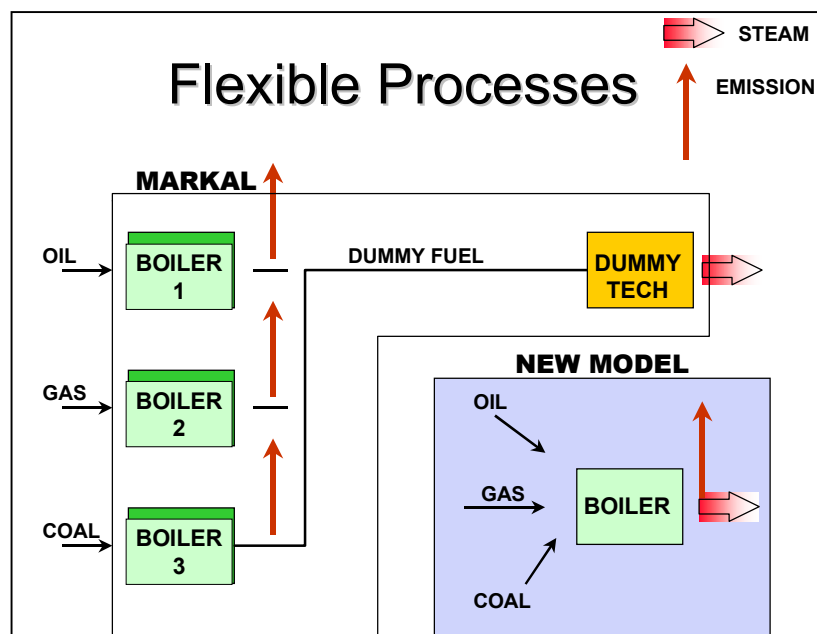 STEAM
Flexible Processes
EMISSION
MARKAL
OIL
BOILER
1
DUMMY FUEL
DUMMY
TECH
GAS
BOILER
2
COAL
BOILER
3
NEW MODEL
OIL
GAS
BOILER
COAL